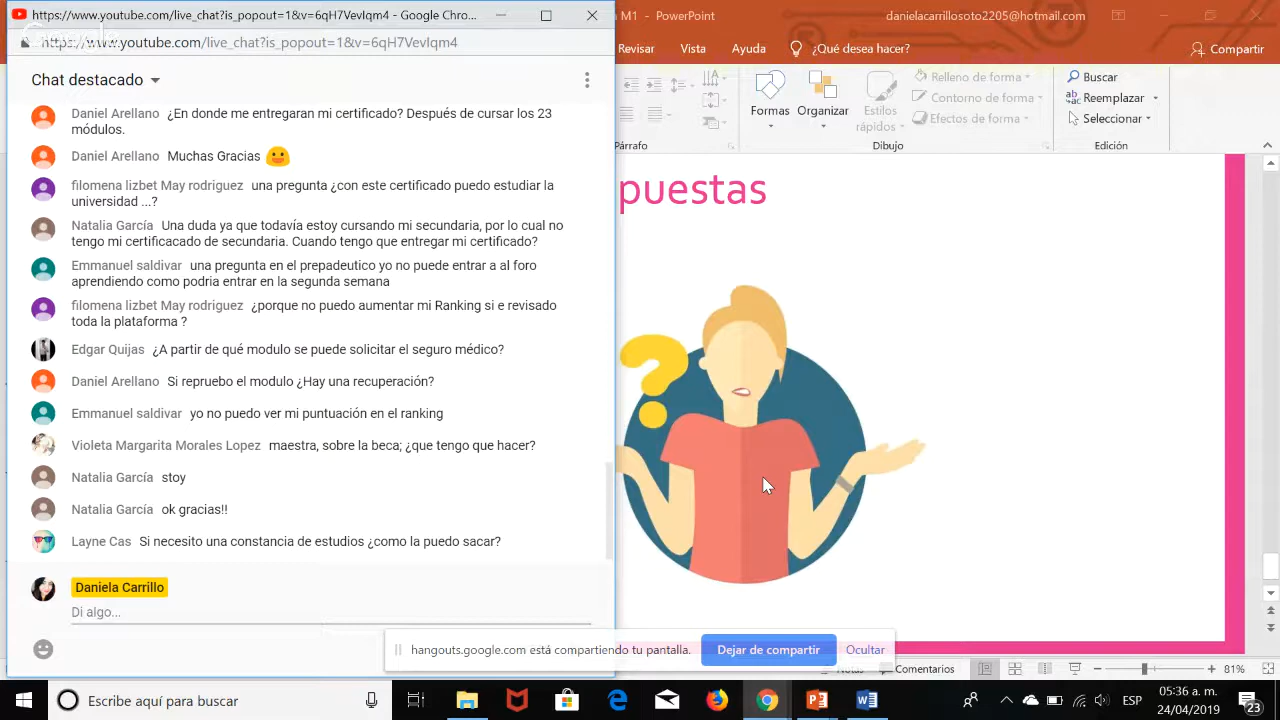 https://www.youtube.com/live_chat?is_popout=1&v=6qH7Vevlqm4 - Google Chro...
M1 - PowerPoint
danielacarrillosoto2205@hotmail.com
https://www.youtube.com/live_chat?is_popout=1&v=6qH7Vevlqm4
Revisar
Vista
Ayuda
¿Qué desea hacer?
Compartir
Chat destacado
Formas
Organizar
Estilos
rápidos
Relleno de forma
Contorno de forma
Efectos de forma
Buscar
Reemplazar
Seleccionar
Párrafo
Dibujo
Edición
Daniel Arellano ¿En donde me entregaran mi certificado? Después de cursar los 23
módulos.
Daniel Arellano Muchas Gracias
filomena lizbet May rodriguez una pregunta ¿con este certificado puedo estudiar la
universidad ...?
Natalia García Una duda ya que todavía estoy cursando mi secundaria, por lo cual no
tengo mi certificacado de secundaria. Cuando tengo que entregar mi certificado?
Emmanuel saldivar una pregunta en el prepadeutico yo no puede entrar a al foro
aprendiendo como podria entrar en la segunda semana
filomena lizbet May rodriguez ¿porque no puedo aumentar mi Ranking si e revisado
toda la plataforma ?
Edgar Quijas ¿A partir de qué modulo se puede solicitar el seguro médico?
Daniel Arellano Si repruebo el modulo ¿Hay una recuperación?
Emmanuel saldivar yo no puedo ver mi puntuación en el ranking
Violeta Margarita Morales Lopez maestra, sobre la beca; ¿que tengo que hacer?
Natalia García stoy
Natalia García ok gracias!!
Layne Cas Si necesito una constancia de estudios ¿como la puedo sacar?
Daniela Carrillo
Di algo...
puestas
?
hangouts.google.com está compartiendo tu pantalla.
Dejar de compartir
Ocultar
Notas
Comentarios
81%
Escribe aquí para buscar
ESP
05:36 a. m.
24/04/2019
23